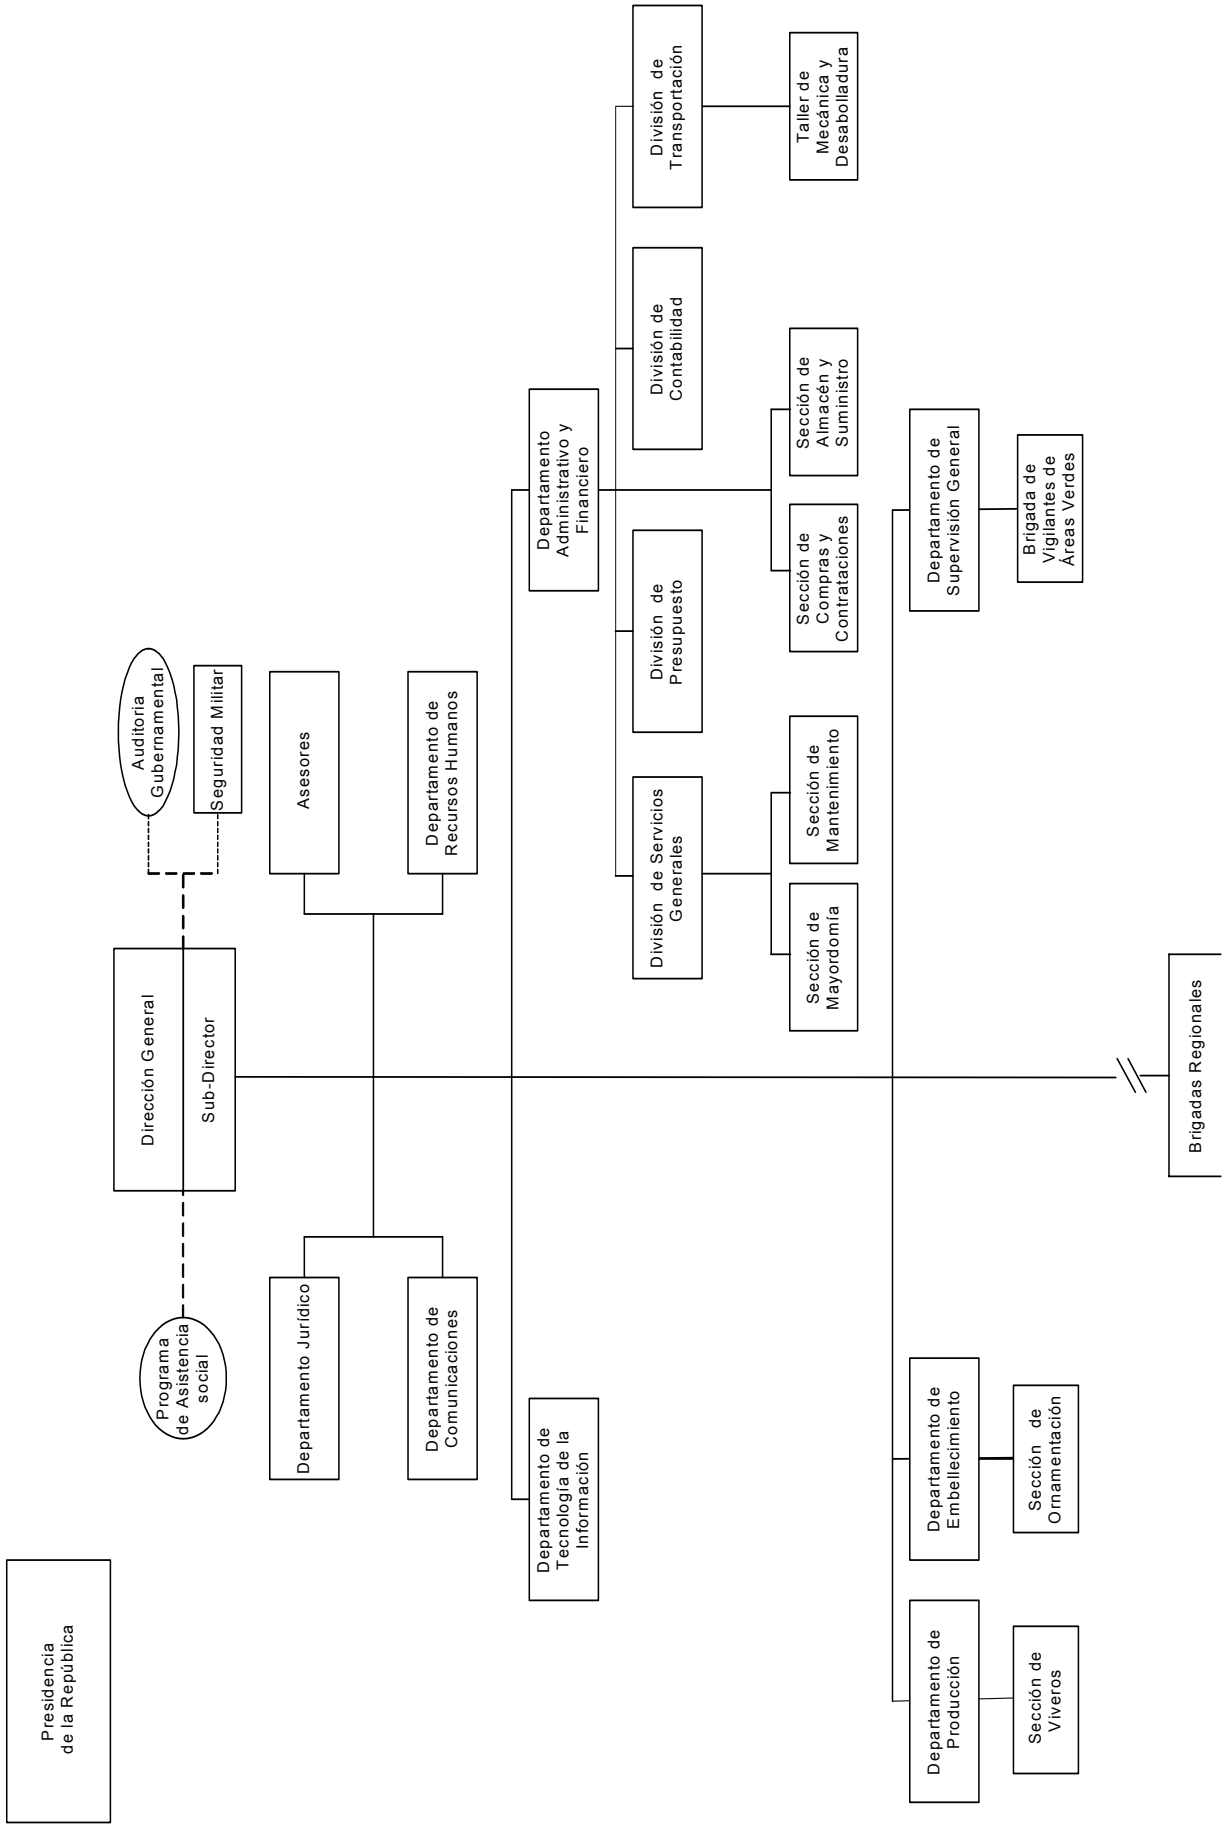 Presidencia
de la República
Auditoria
Gubernamental
Seguridad Militar
Dirección General
Sub-Director
Programa
de Asistencia
social
Departamento Jurídico
Asesores
Departamento de
Comunicaciones
Departamento de
Recursos Humanos
Departamento de
Tecnología de la
Información
Departamento
Administrativo y
Financiero
División de Servicios
Generales
División de
Presupuesto
División de
Contabilidad
División de
Transportación
Sección de
Mayordomía
Sección de
Mantenimiento
Sección de
Compras y
Contrataciones
Sección de
Almacén y
Suministro
Taller de
Mecánica y
Desabolladura
Departamento de
Producción
Departamento de
Embellecimiento
Departamento de
Supervisión General
Sección de
Viveros
Sección de
Ornamentación
Brigada de
Vigilantes de
Áreas Verdes
Brigadas Regionales